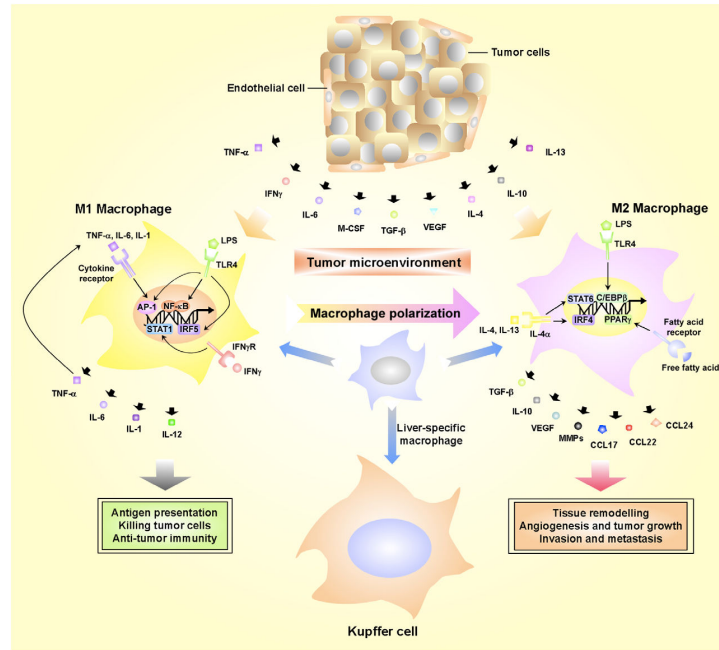 Tumor cells
Endothelial cell
TNF-α
IL-13
IFNγ
IL-10
IL-6
IL-4
M-CSF
TGF-β
VEGF
M1 Macrophage
M2 Macrophage
TNF-α, IL-6, IL-1
LPS
LPS
TLR4
TLR4
Cytokine
receptor
Tumor microenvironment
AP-1
NF-κB
STAT1
IRF5
Macrophage polarization
STAT6
C/EBPβ
IRF4
PPARγ
IL-4, IL-13
IL-4α
Fatty acid
receptor
Free fatty acid
IFNγR
IFNγ
TNF-α
IL-6
IL-1
IL-12
TGF-β
IL-10
VEGF
MMPs
CCL17
CCL22
CCL24
Liver-specific
macrophage
Antigen presentation
Killing tumor cells
Anti-tumor immunity
Tissue remodelling
Angiogenesis and tumor growth
Invasion and metastasis
Kupffer cell